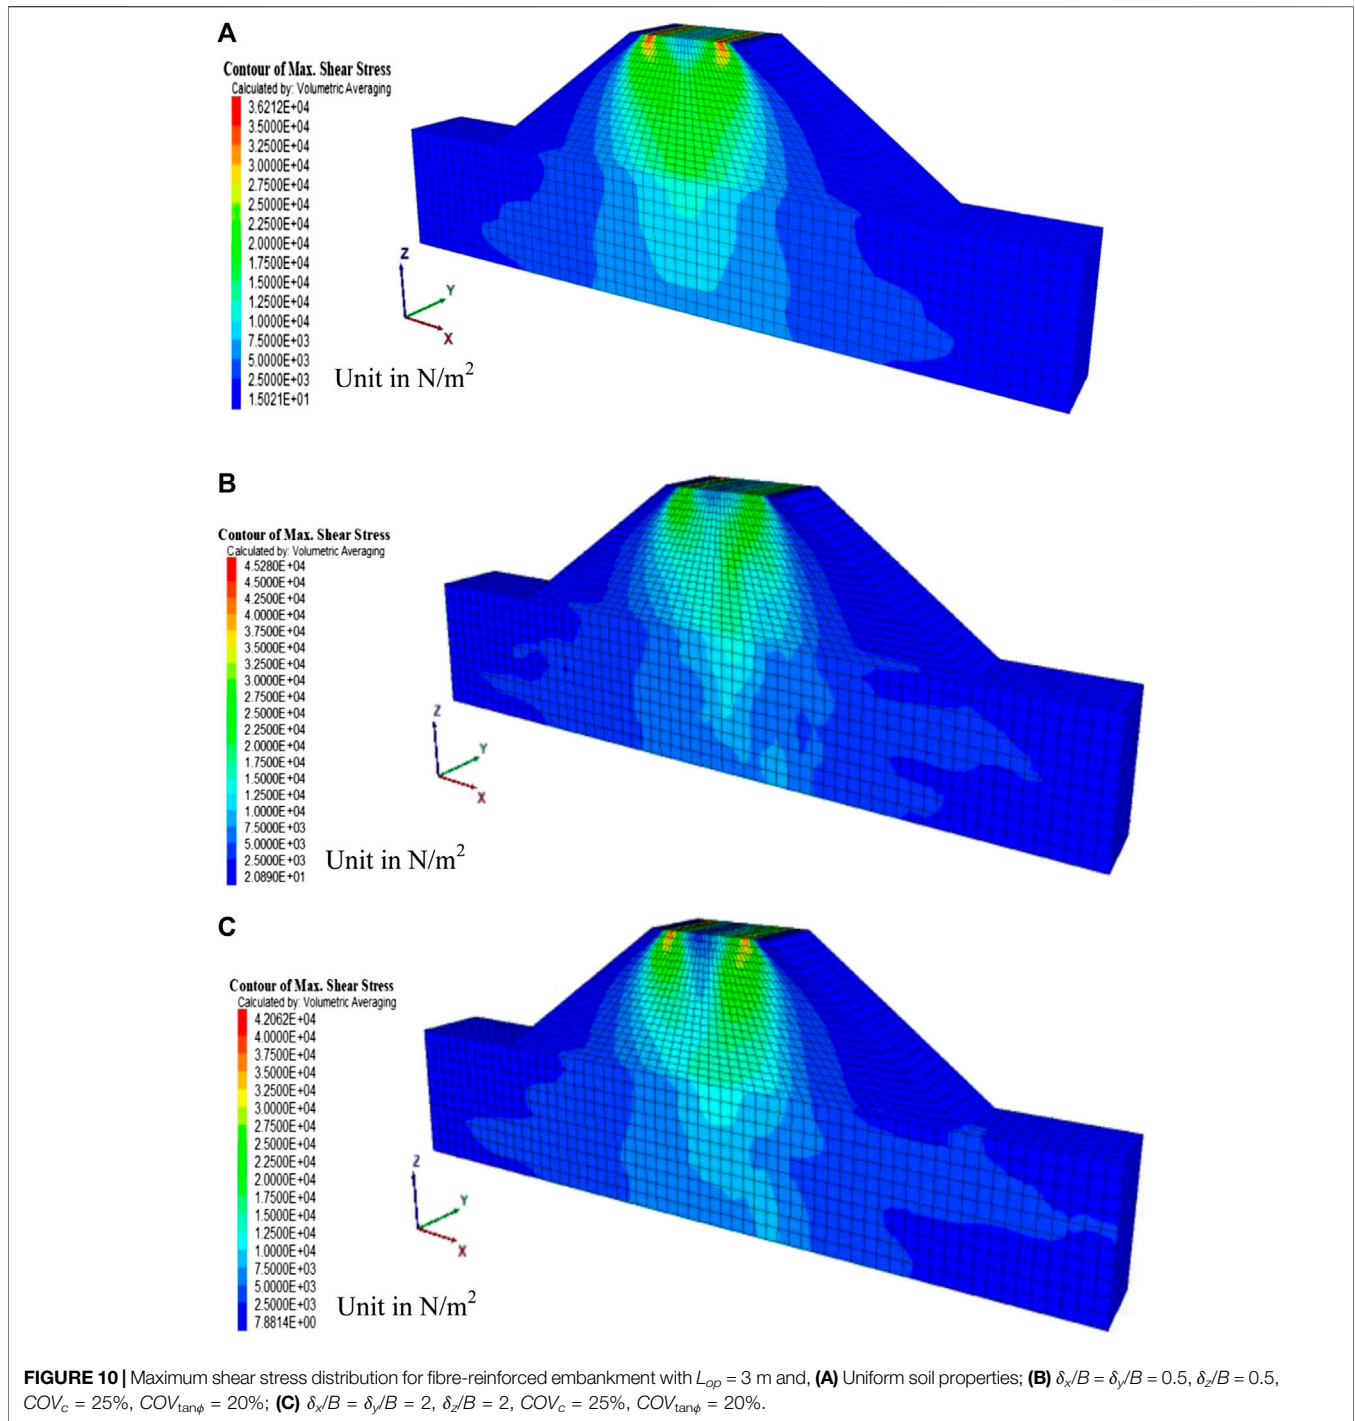 A
Contour of Max. Shear Stress
Calculated by: Volumetric Averaging
3.6212E+04
3.5000E+04
3.2500E+04
3.0000E+04
2.7500E+04
2.5000E+04
2.2500E+04
2.0000E+04
1.7500E+04
1.5000E+04
1.2500E+04
1.0000E+04
7.5000E+03
5.0000E+03
2.5000E+03
1.5021E+01
Z
Y
X
Unit in N/m²
B
Contour of Max. Shear Stress
Calculated by: Volumetric Averaging
4.5280E+04
4.5000E+04
4.2500E+04
4.0000E+04
3.7500E+04
3.5000E+04
3.2500E+04
3.0000E+04
2.7500E+04
2.5000E+04
2.2500E+04
2.0000E+04
1.7500E+04
1.5000E+04
1.2500E+04
1.0000E+04
7.5000E+03
5.0000E+03
2.5000E+03
2.0890E+01
Z
Y
X
Unit in N/m²
C
Contour of Max. Shear Stress
Calculated by: Volumetric Averaging
4.2062E+04
4.0000E+04
3.7500E+04
3.5000E+04
3.2500E+04
3.0000E+04
2.7500E+04
2.5000E+04
2.2500E+04
2.0000E+04
1.7500E+04
1.5000E+04
1.2500E+04
1.0000E+04
7.5000E+03
5.0000E+03
2.5000E+03
7.8814E+00
Z
Y
X
Unit in N/m²
FIGURE 10 | Maximum shear stress distribution for fibre-reinforced embankment with Lop = 3 m and, (A) Uniform soil properties; (B) δx/B = δy/B = 0.5, δz/B = 0.5,
COVc = 25%, COVtanϕ = 20%; (C) δx/B = δy/B = 2, δz/B = 2, COVc = 25%, COVtanϕ = 20%.